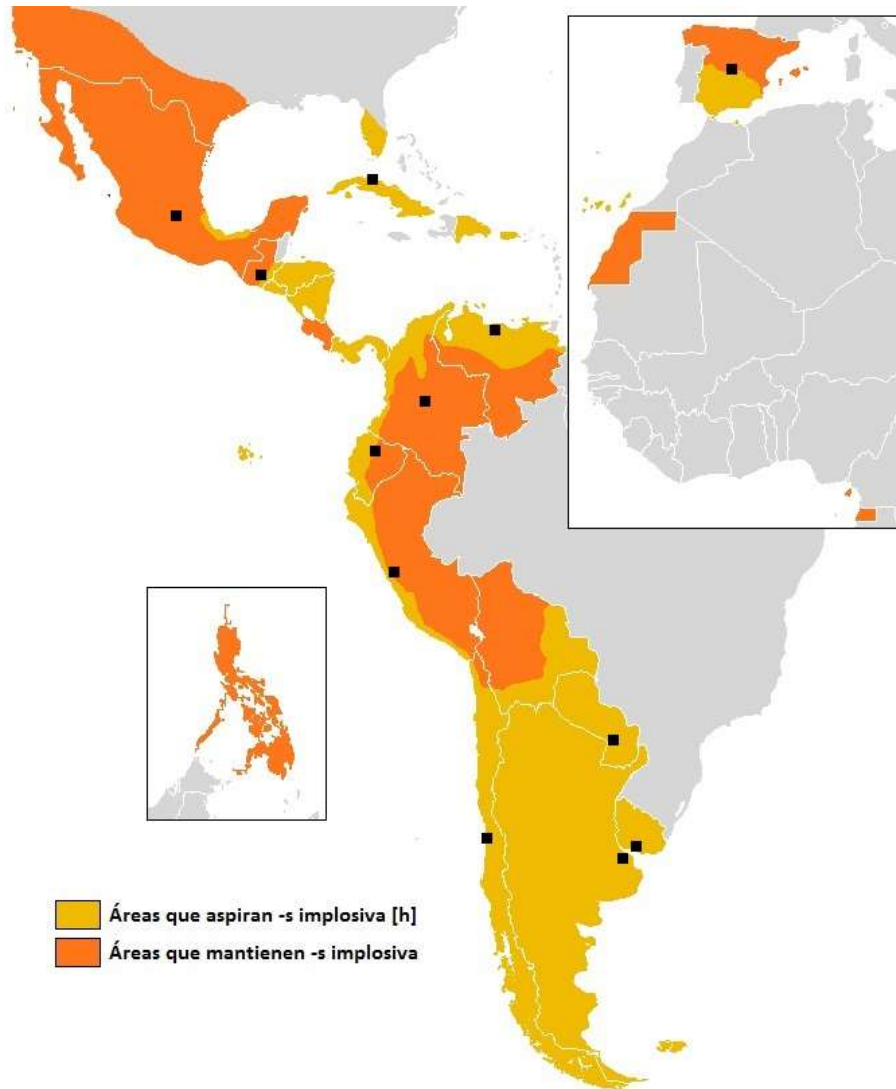 Áreas que aspiran -s implosiva [h]
Áreas que mantienen -s implosiva